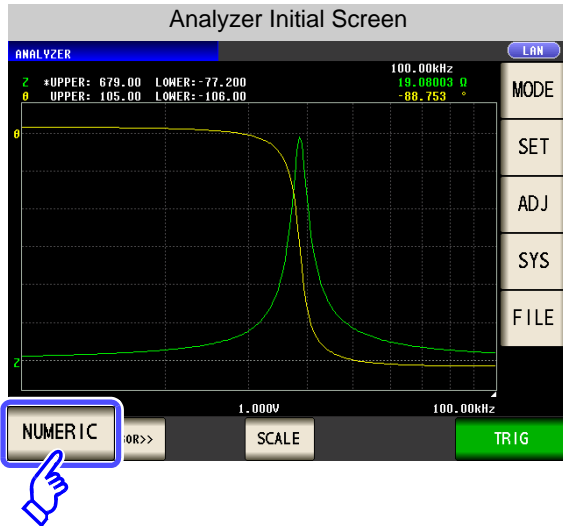 Analyzer Initial Screen
ANALYZER
LAN
100.00kHz
Z *UPPER: 679.00 LOWER:-77.200 19.08003 Ω
θ UPPER: 105.00 LOWER:-106.00 -88.753 °
MODE
θ
SET
ADJ
SYS
FILE
Z
1.000V 100.00kHz
NUMERIC SOR>> SCALE TRIG